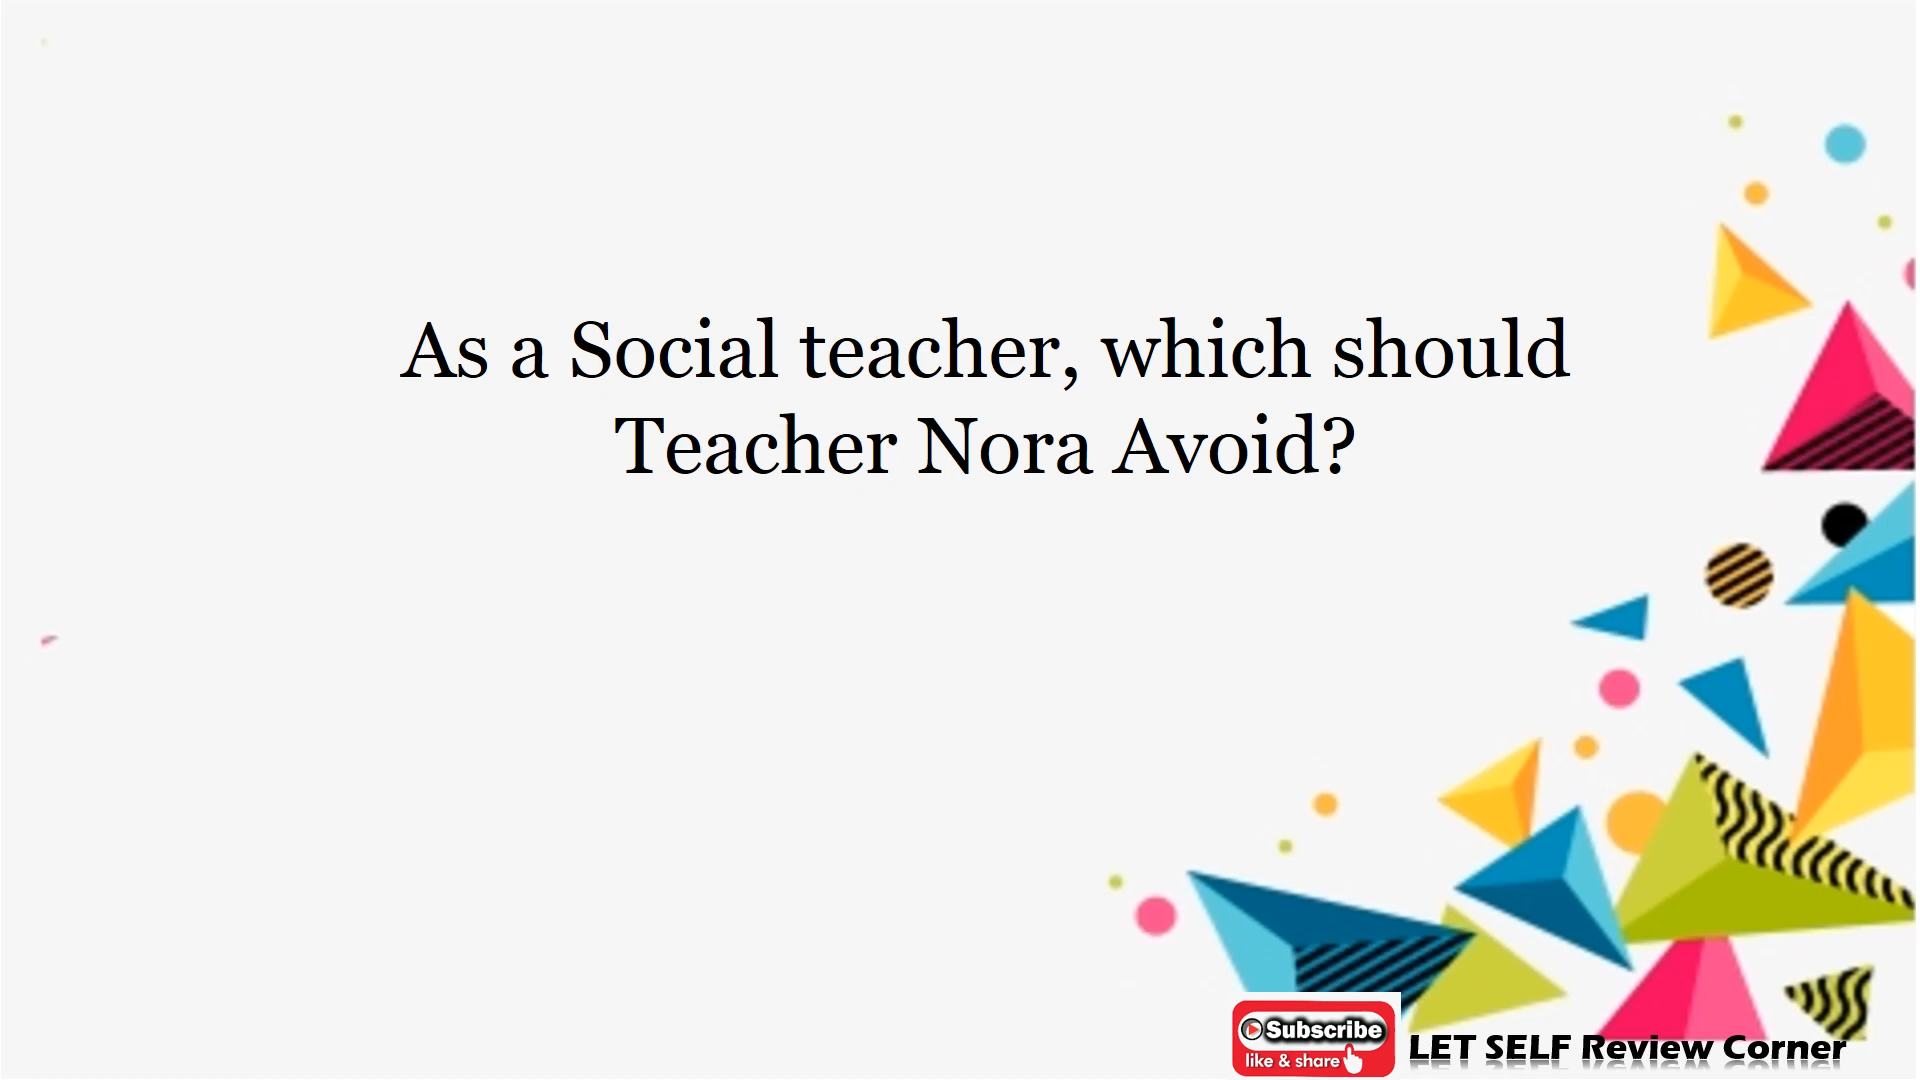 As a Social teacher, which should
Teacher Nora Avoid?
Subscribe
like & share
LET SELF Review Corner